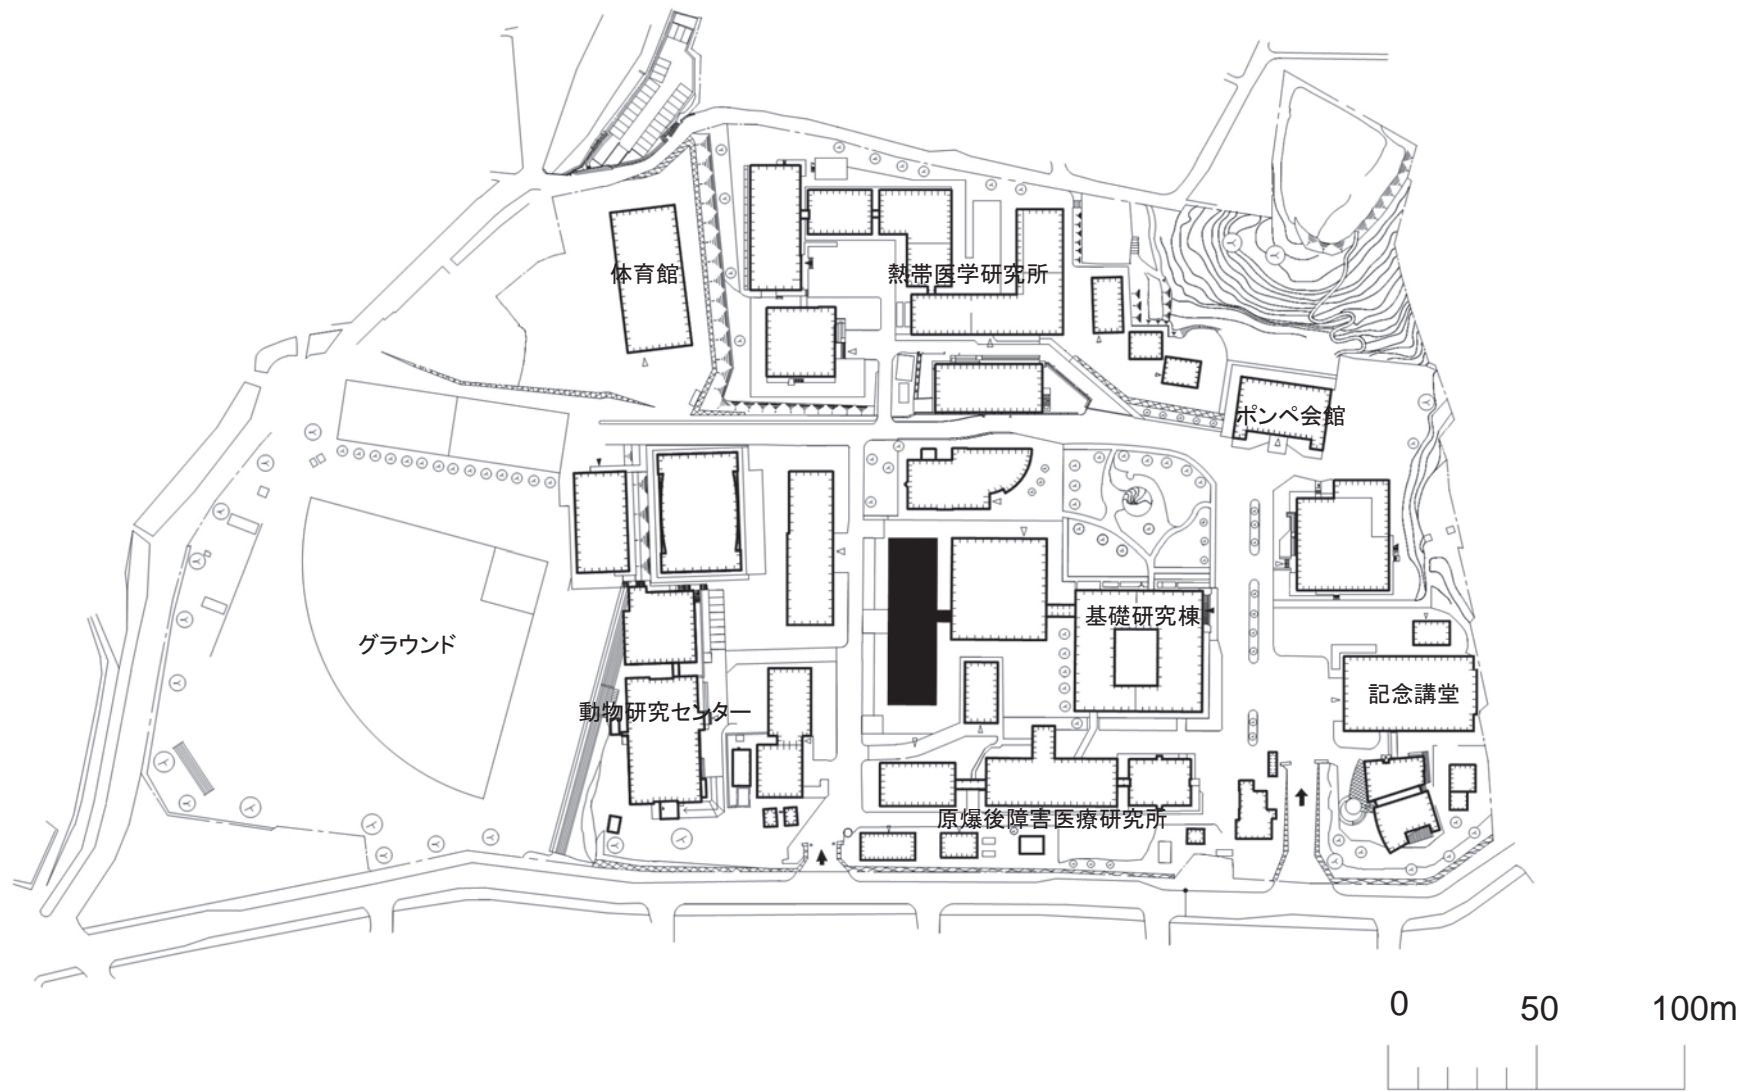 体育館
熱帯医学研究所
ポンペ会館
基礎研究棟
グラウンド
記念講堂
動物研究センター
原爆後障害医療研究所
0 50 100m